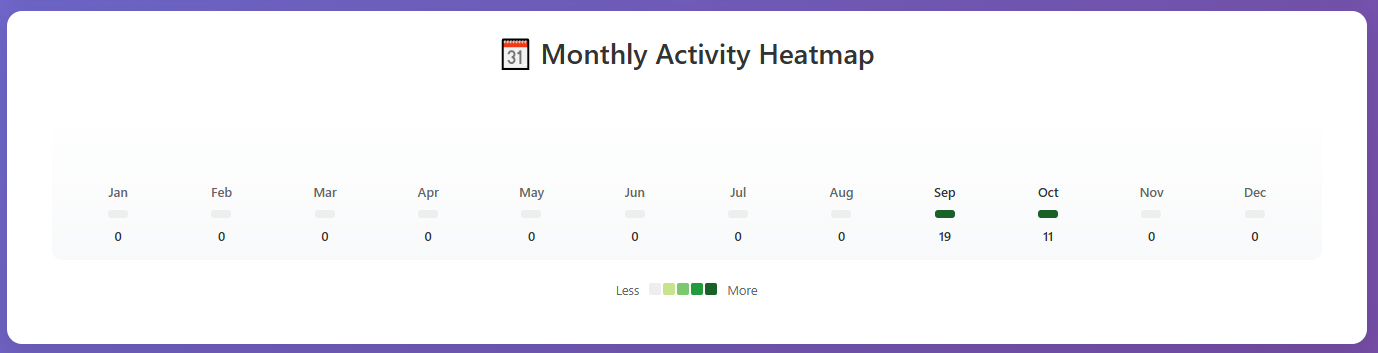 31 Monthly Activity Heatmap
Jan Feb Mar Apr May Jun Jul Aug Sep Oct Nov Dec
0 0 0 0 0 0 0 0 19 11 0 0
Less More